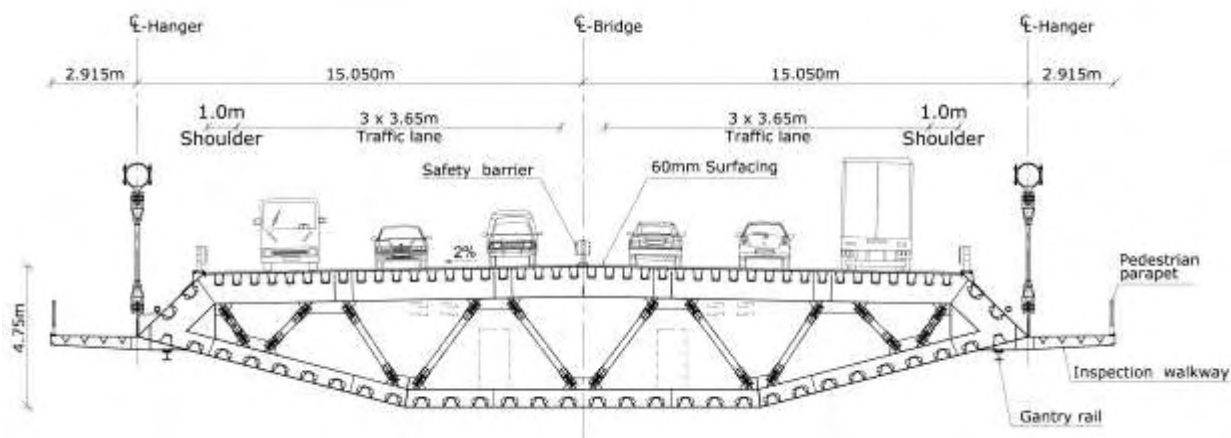 ℄-Hanger
℄-Bridge
℄-Hanger
2.915m
15.050m
15.050m
2.915m
1.0m
Shoulder
3 x 3.65m
Traffic lane
3 x 3.65m
Traffic lane
1.0m
Shoulder
Safety barrier
60mm Surfacing
2%
Pedestrian
parapet
4.75m
Inspection walkway
Gantry rail